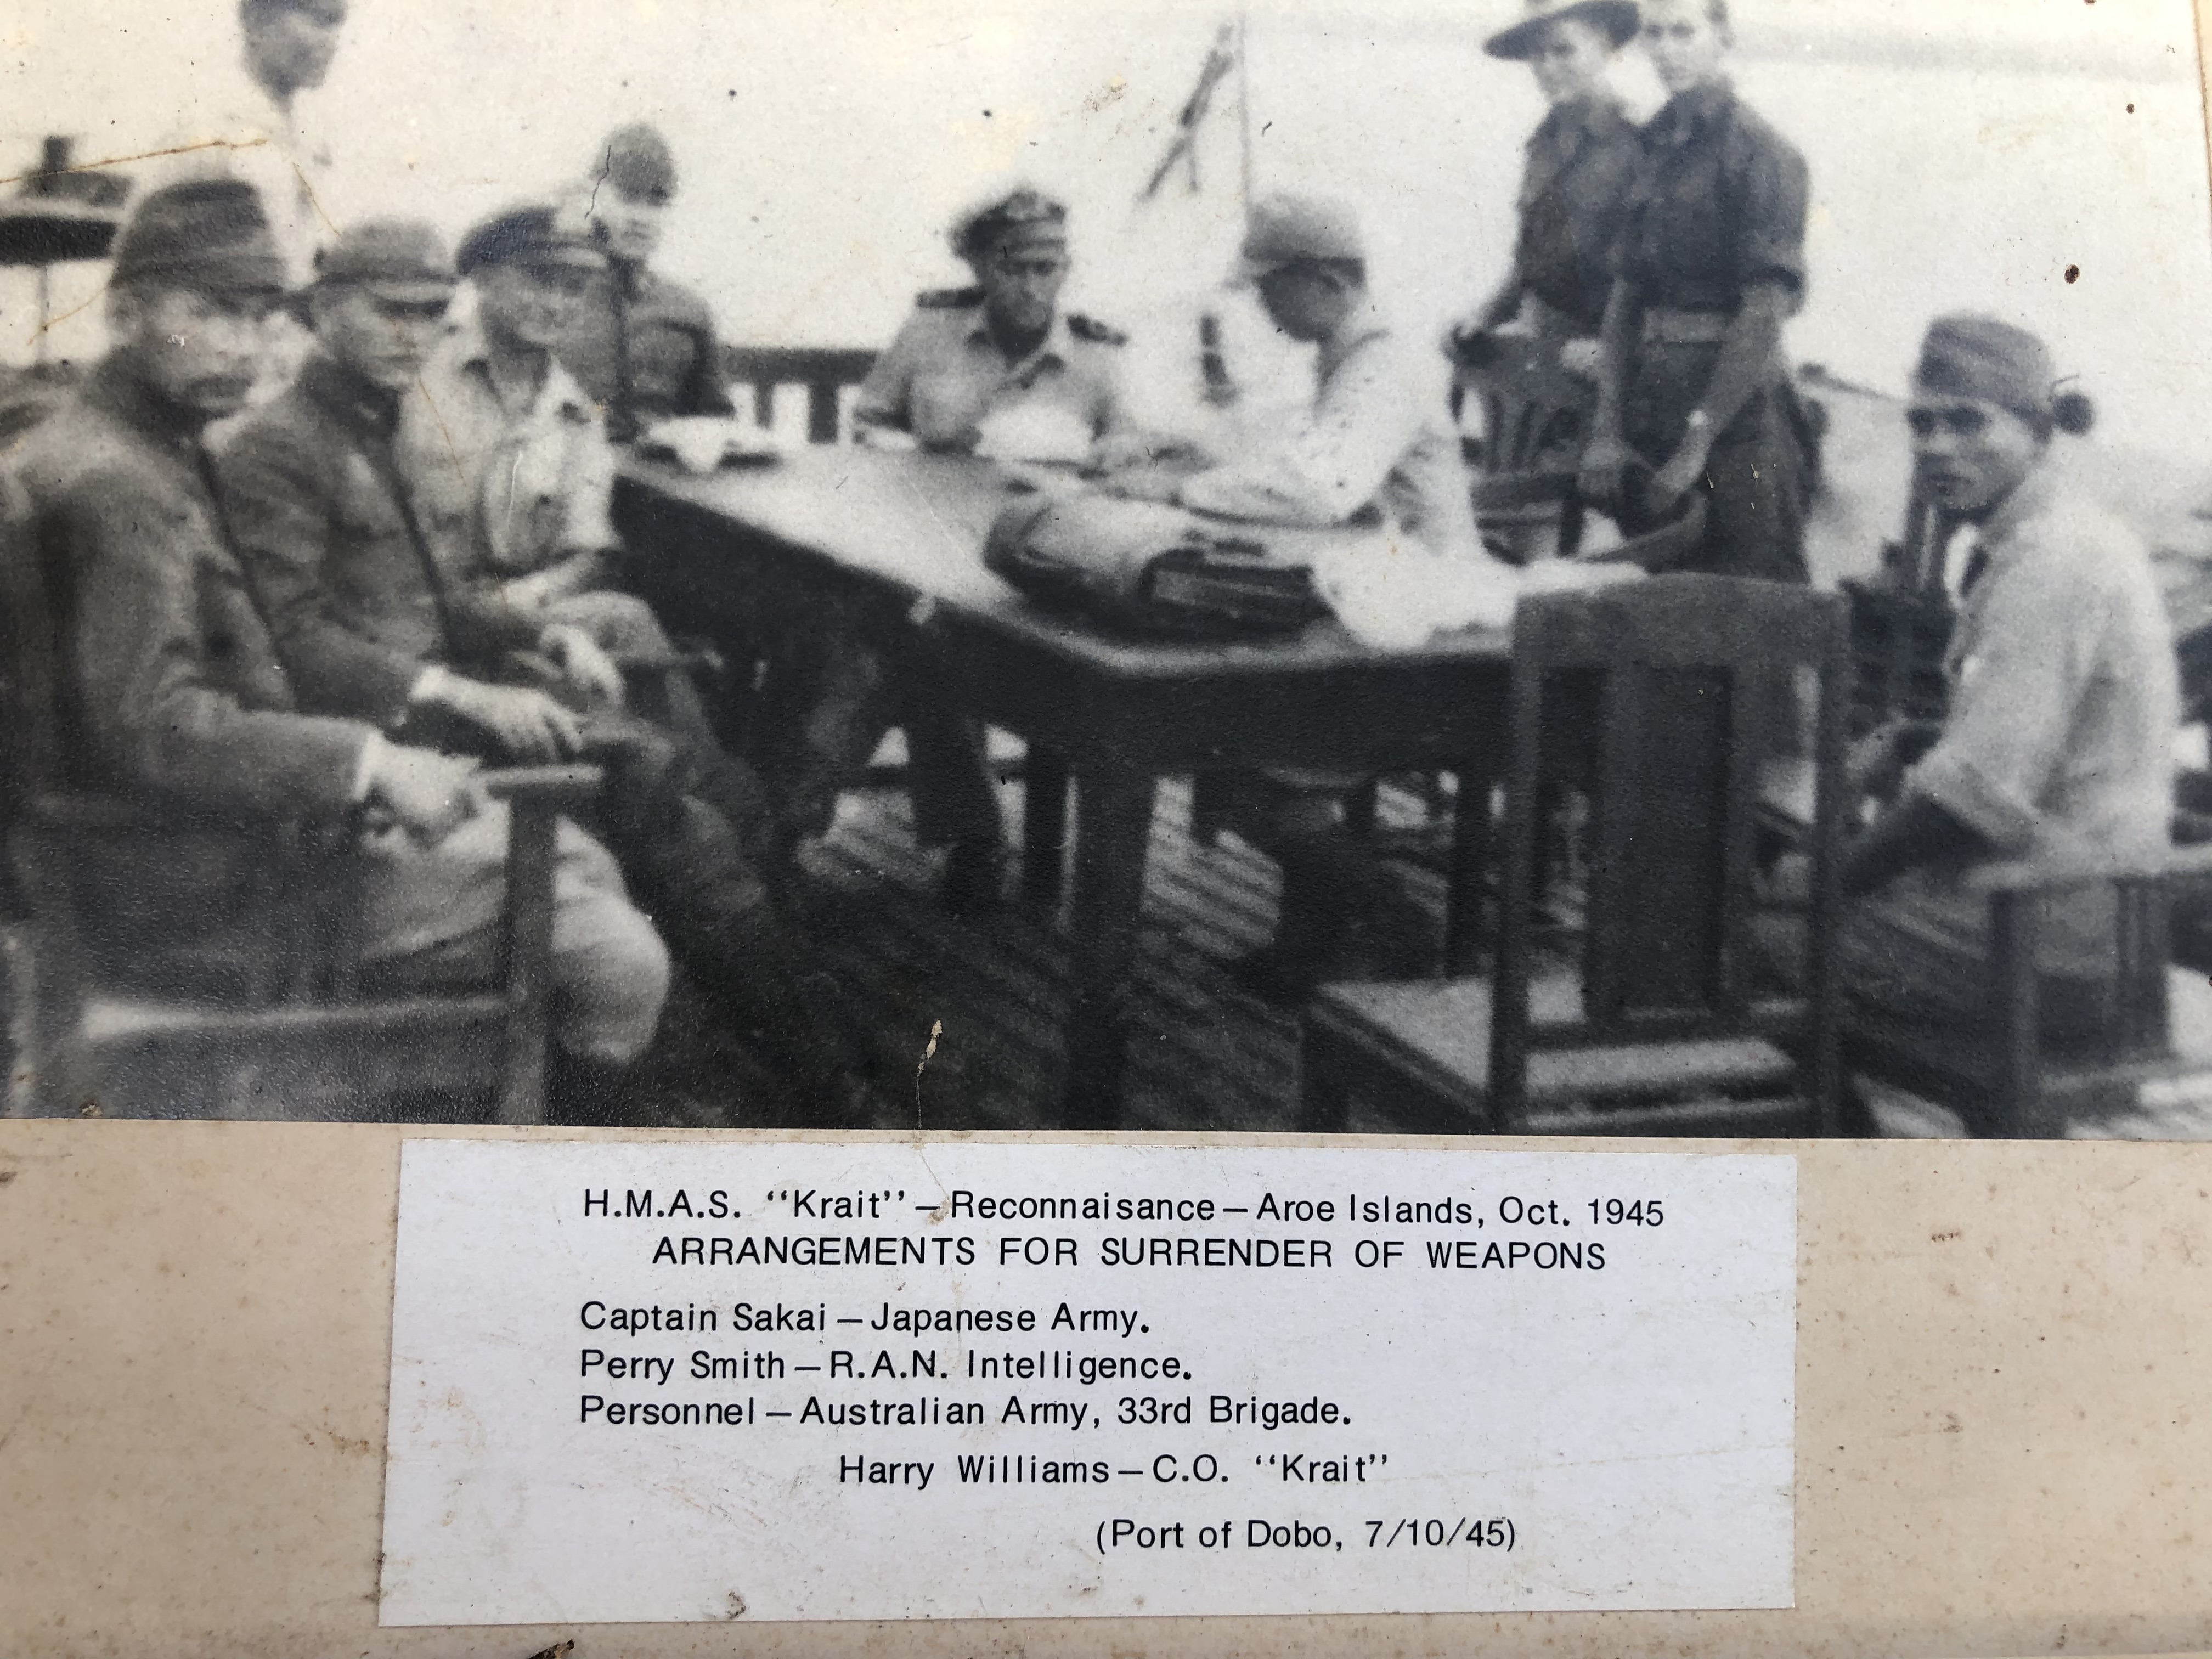 H.M.A.S. “Krait” – Reconnaisance – Aroe Islands, Oct. 1945
ARRANGEMENTS FOR SURRENDER OF WEAPONS
Captain Sakai – Japanese Army.
Perry Smith – R.A.N. Intelligence.
Personnel – Australian Army, 33rd Brigade.
Harry Williams – C.O. “Krait”
(Port of Dobo, 7/10/45)